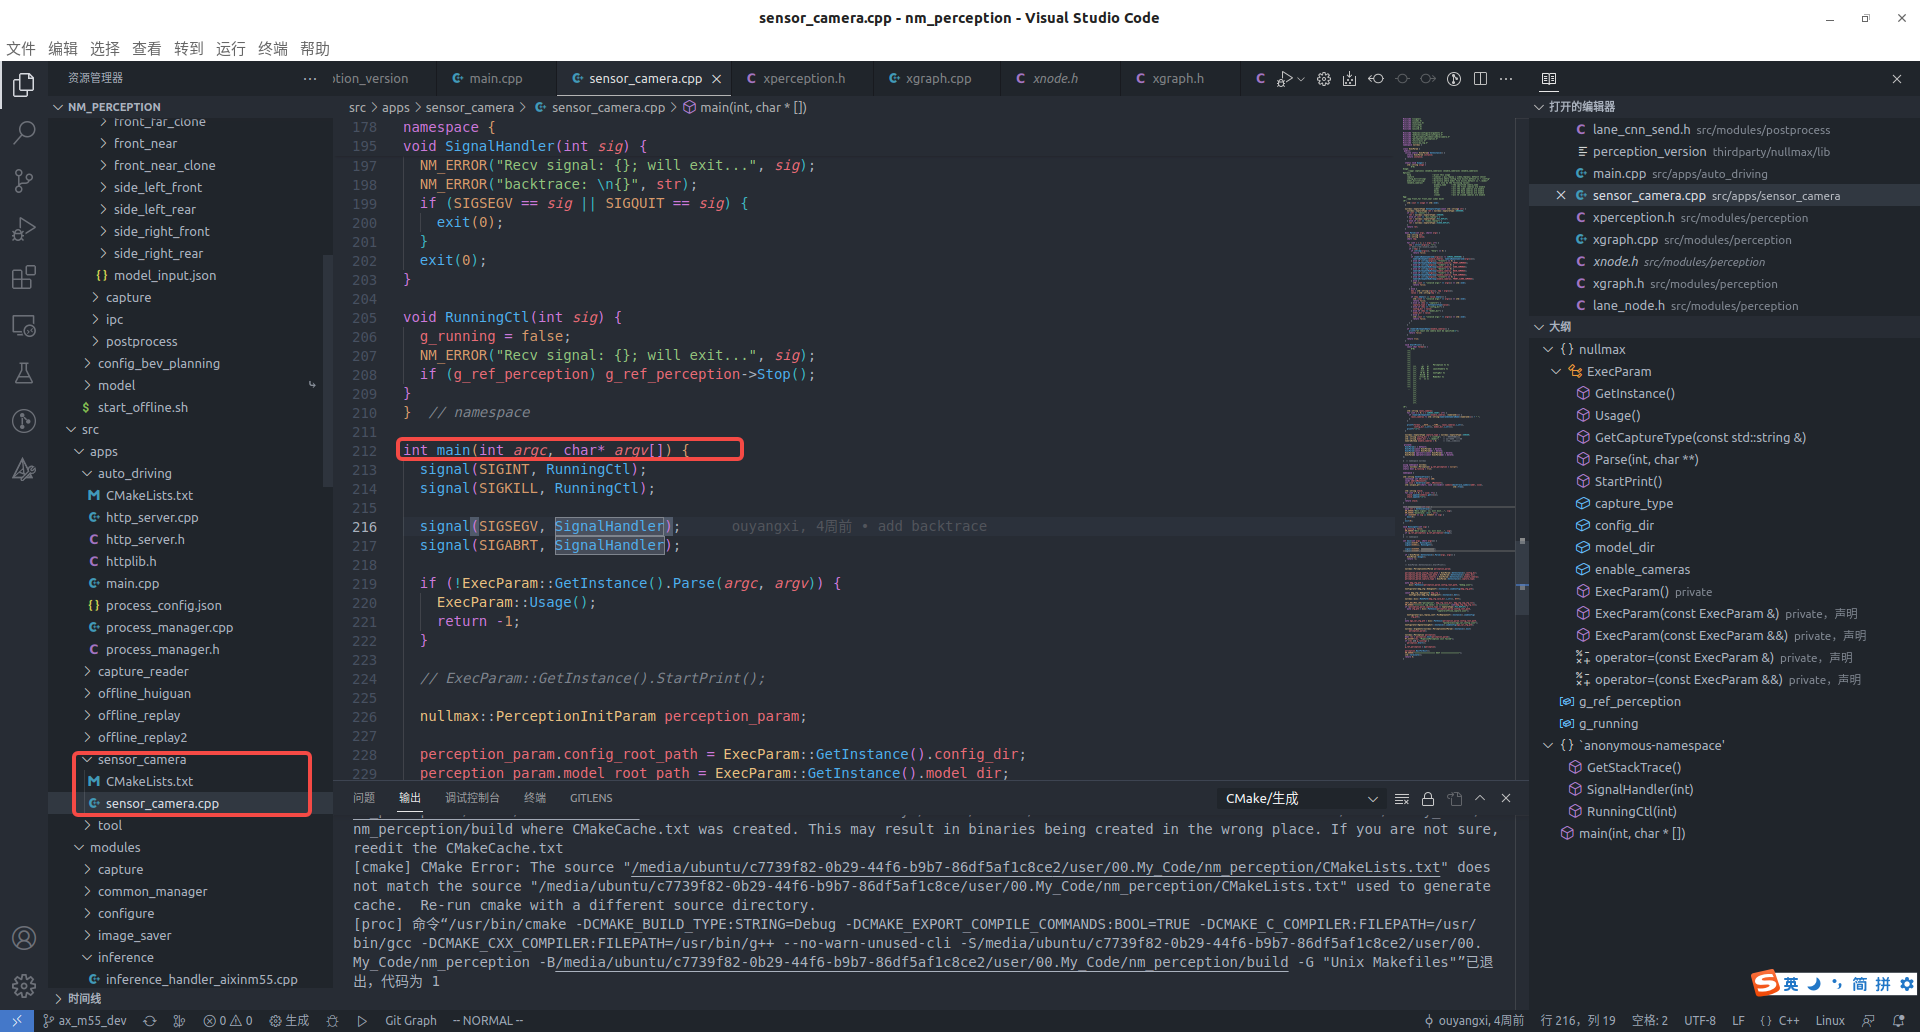 sensor_camera.cpp - nm_perception - Visual Studio Code
文件 编辑 选择 查看 转到 运行 终端 帮助
资源管理器
tion_version
main.cpp
sensor_camera.cpp
xperception.h
xgraph.cpp
xnode.h
xgraph.h
NM_PERCEPTION
front_far_clone
front_near
front_near_clone
side_left_front
side_left_rear
side_right_front
side_right_rear
model_input.json
capture
ipc
postprocess
config_bev_planning
model
start_offline.sh
src
apps
auto_driving
CMakeLists.txt
http_server.cpp
http_server.h
httplib.h
main.cpp
process_config.json
process_manager.cpp
process_manager.h
capture_reader
offline_huiguan
offline_replay
offline_replay2
sensor_camera
CMakeLists.txt
sensor_camera.cpp
tool
modules
capture
common_manager
configure
image_saver
inference
inference_handler_aixinm55.cpp
时间线
src > apps > sensor_camera > sensor_camera.cpp > main(int, char * [])
178 namespace {
195 void SignalHandler(int sig) {
197 NM_ERROR("Recv signal: {}; will exit...", sig);
198 NM_ERROR("backtrace: \n{}", str);
199 if (SIGSEGV == sig || SIGQUIT == sig) {
200 exit(0);
201 }
202 exit(0);
203 }
204
205 void RunningCtl(int sig) {
206 g_running = false;
207 NM_ERROR("Recv signal: {}; will exit...", sig);
208 if (g_ref_perception) g_ref_perception->Stop();
209 }
210 } // namespace
211
212 int main(int argc, char* argv[]) {
213 signal(SIGINT, RunningCtl);
214 signal(SIGKILL, RunningCtl);
215
216 signal(SIGSEGV, SignalHandler); ouyangxi, 4周前 • add backtrace
217 signal(SIGABRT, SignalHandler);
218
219 if (!ExecParam::GetInstance().Parse(argc, argv)) {
220 ExecParam::Usage();
221 return -1;
222 }
223
224 // ExecParam::GetInstance().StartPrint();
225
226 nullmax::PerceptionInitParam perception_param;
227
228 perception_param.config_root_path = ExecParam::GetInstance().config_dir;
229 perception_param.model_root_path = ExecParam::GetInstance().model_dir;
问题 输出 调试控制台 终端 GITLENS
CMake/生成
nm_perception/build where CMakeCache.txt was created. This may result in binaries being created in the wrong place. If you are not sure,
reedit the CMakeCache.txt
[cmake] CMake Error: The source "/media/ubuntu/c7739f82-0b29-44f6-b9b7-86df5af1c8ce2/user/00.My_Code/nm_perception/CMakeLists.txt" does
not match the source "/media/ubuntu/c7739f82-0b29-44f6-b9b7-86df5af1c8ce/user/00.My_Code/nm_perception/CMakeLists.txt" used to generate
cache.  Re-run cmake with a different source directory.
[proc] 命令“/usr/bin/cmake -DCMAKE_BUILD_TYPE:STRING=Debug -DCMAKE_EXPORT_COMPILE_COMMANDS:BOOL=TRUE -DCMAKE_C_COMPILER:FILEPATH=/usr/
bin/gcc -DCMAKE_CXX_COMPILER:FILEPATH=/usr/bin/g++ --no-warn-unused-cli -S/media/ubuntu/c7739f82-0b29-44f6-b9b7-86df5af1c8ce2/user/00.
My_Code/nm_perception -B/media/ubuntu/c7739f82-0b29-44f6-b9b7-86df5af1c8ce2/user/00.My_Code/nm_perception/build -G "Unix Makefiles"”已退
出，代码为 1
打开的编辑器
lane_cnn_send.h src/modules/postprocess
perception_version thirdparty/nullmax/lib
main.cpp src/apps/auto_driving
sensor_camera.cpp src/apps/sensor_camera
xperception.h src/modules/perception
xgraph.cpp src/modules/perception
xnode.h src/modules/perception
xgraph.h src/modules/perception
lane_node.h src/modules/perception
大纲
{} nullmax
ExecParam
GetInstance()
Usage()
GetCaptureType(const std::string &)
Parse(int, char **)
StartPrint()
capture_type
config_dir
model_dir
enable_cameras
ExecParam() private
ExecParam(const ExecParam &) private，声明
ExecParam(const ExecParam &&) private，声明
operator=(const ExecParam &) private，声明
operator=(const ExecParam &&) private，声明
g_ref_perception
g_running
{} `anonymous-namespace'
GetStackTrace()
SignalHandler(int)
RunningCtl(int)
main(int, char * [])
英 简 拼
ax_m55_dev 0 0 生成 Git Graph -- NORMAL -- ouyangxi, 4周前 行 216，列 19 空格: 2 UTF-8 LF {} C++ Linux